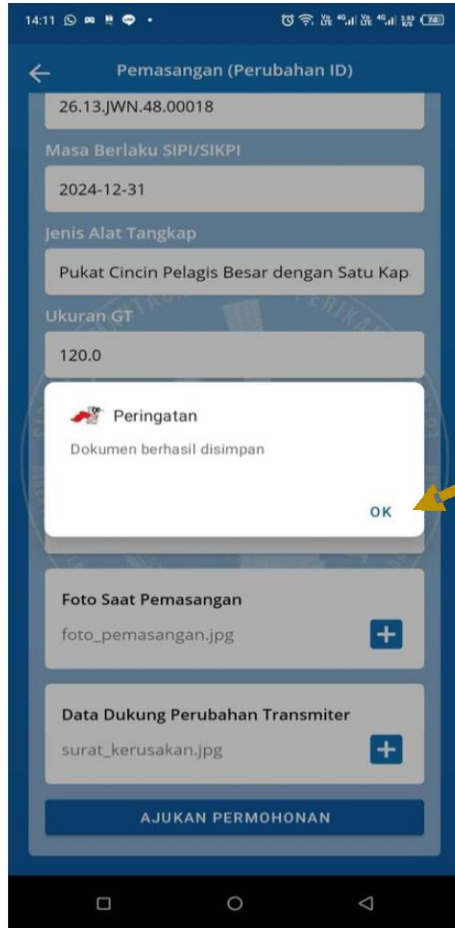 14:11
74
Pemasangan (Perubahan ID)
26.13.JWN.48.00018
Masa Berlaku SIPI/SIKPI
2024-12-31
Jenis Alat Tangkap
Pukat Cincin Pelagis Besar dengan Satu Kap
Ukuran GT
120.0
Peringatan
Dokumen berhasil disimpan
OK
Foto Saat Pemasangan
foto_pemasangan.jpg
Data Dukung Perubahan Transmiter
surat_kerusakan.jpg
AJUKAN PERMOHONAN